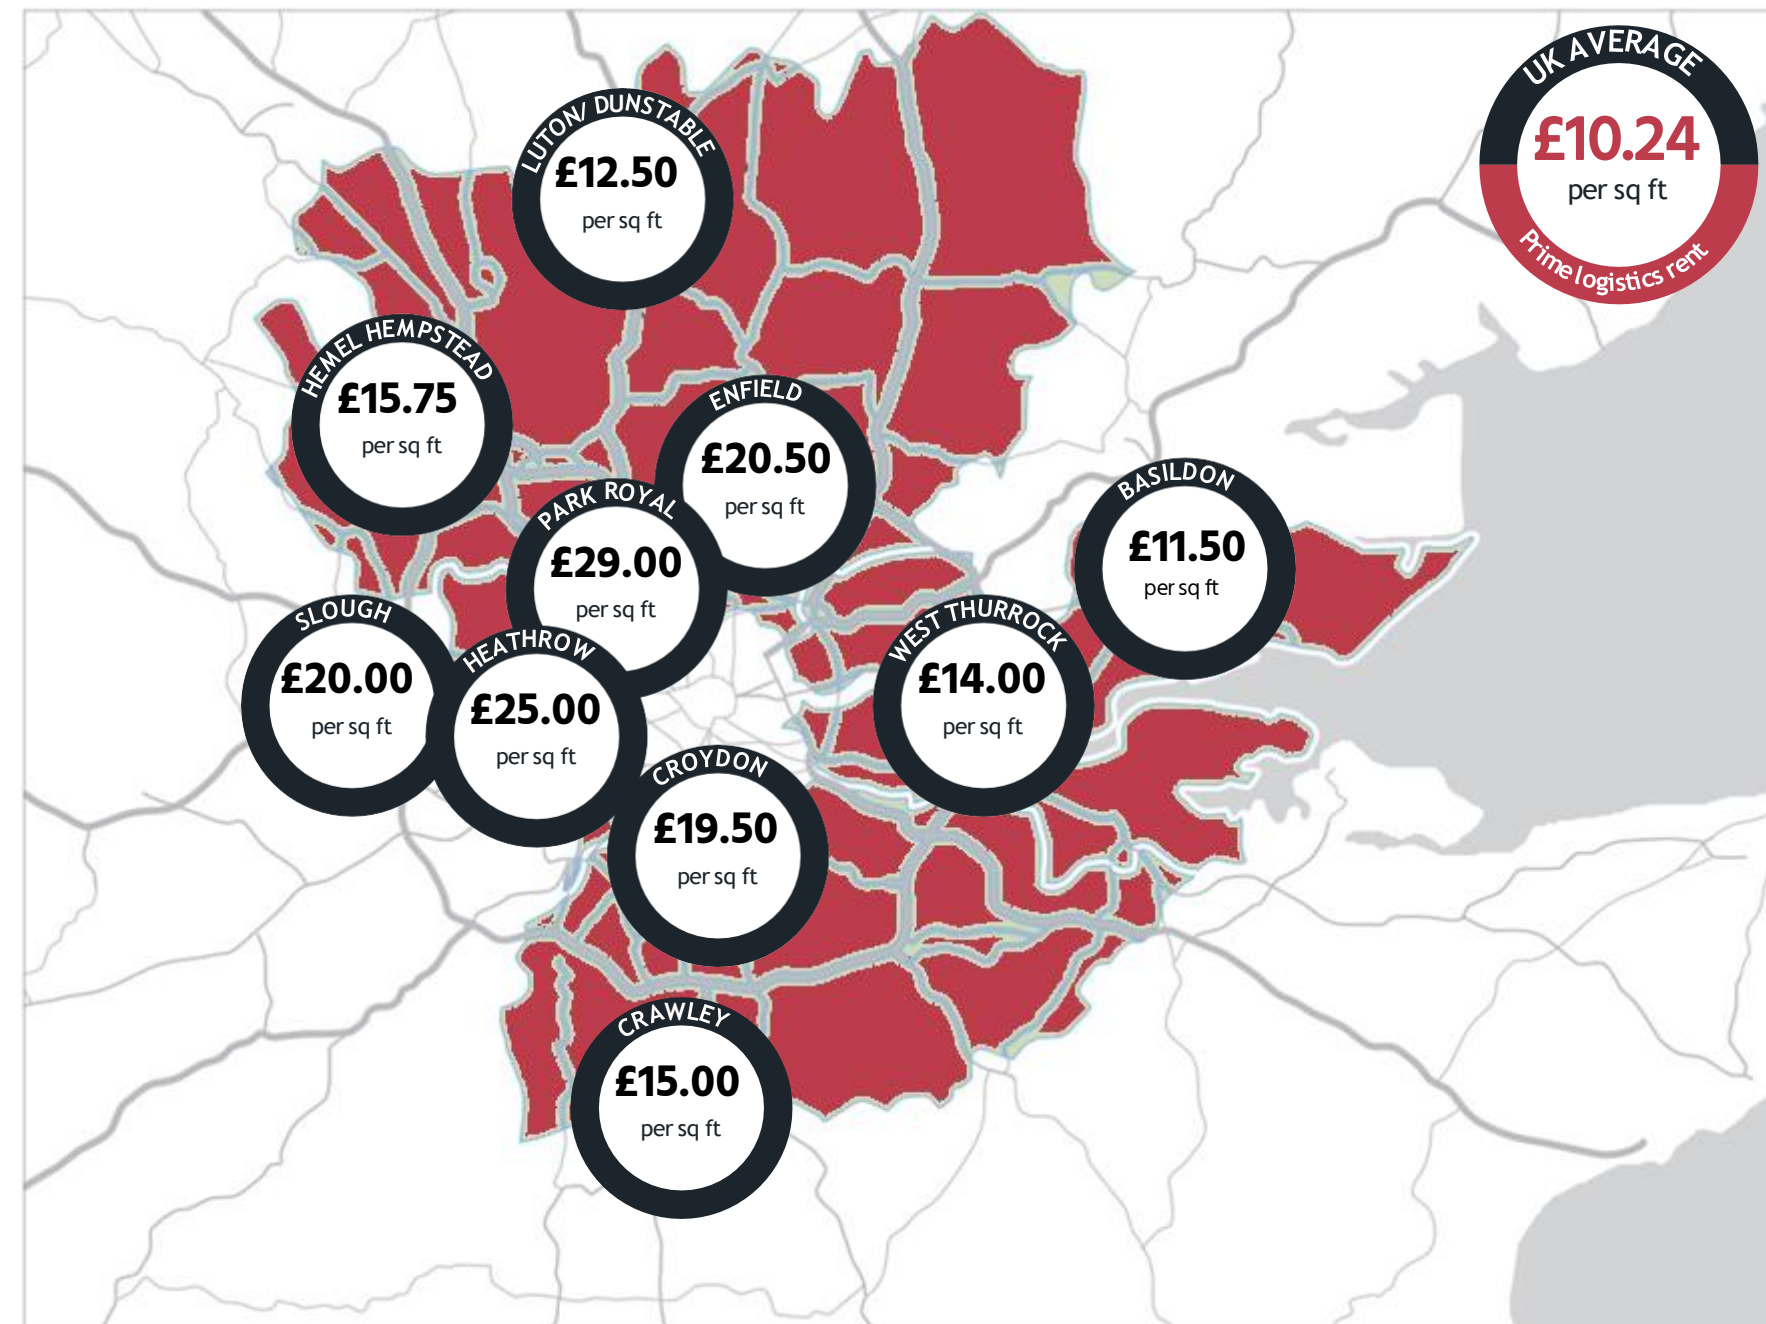 UK AVERAGE
£10.24
per sq ft
Prime logistics rent
LUTON/ DUNSTABLE
£12.50
per sq ft
HEMEL HEMPSTEAD
£15.75
per sq ft
ENFIELD
£20.50
per sq ft
PARK ROYAL
£29.00
per sq ft
BASILDON
£11.50
per sq ft
SLOUGH
£20.00
per sq ft
HEATHROW
£25.00
per sq ft
WEST THURROCK
£14.00
per sq ft
CROYDON
£19.50
per sq ft
CRAWLEY
£15.00
per sq ft